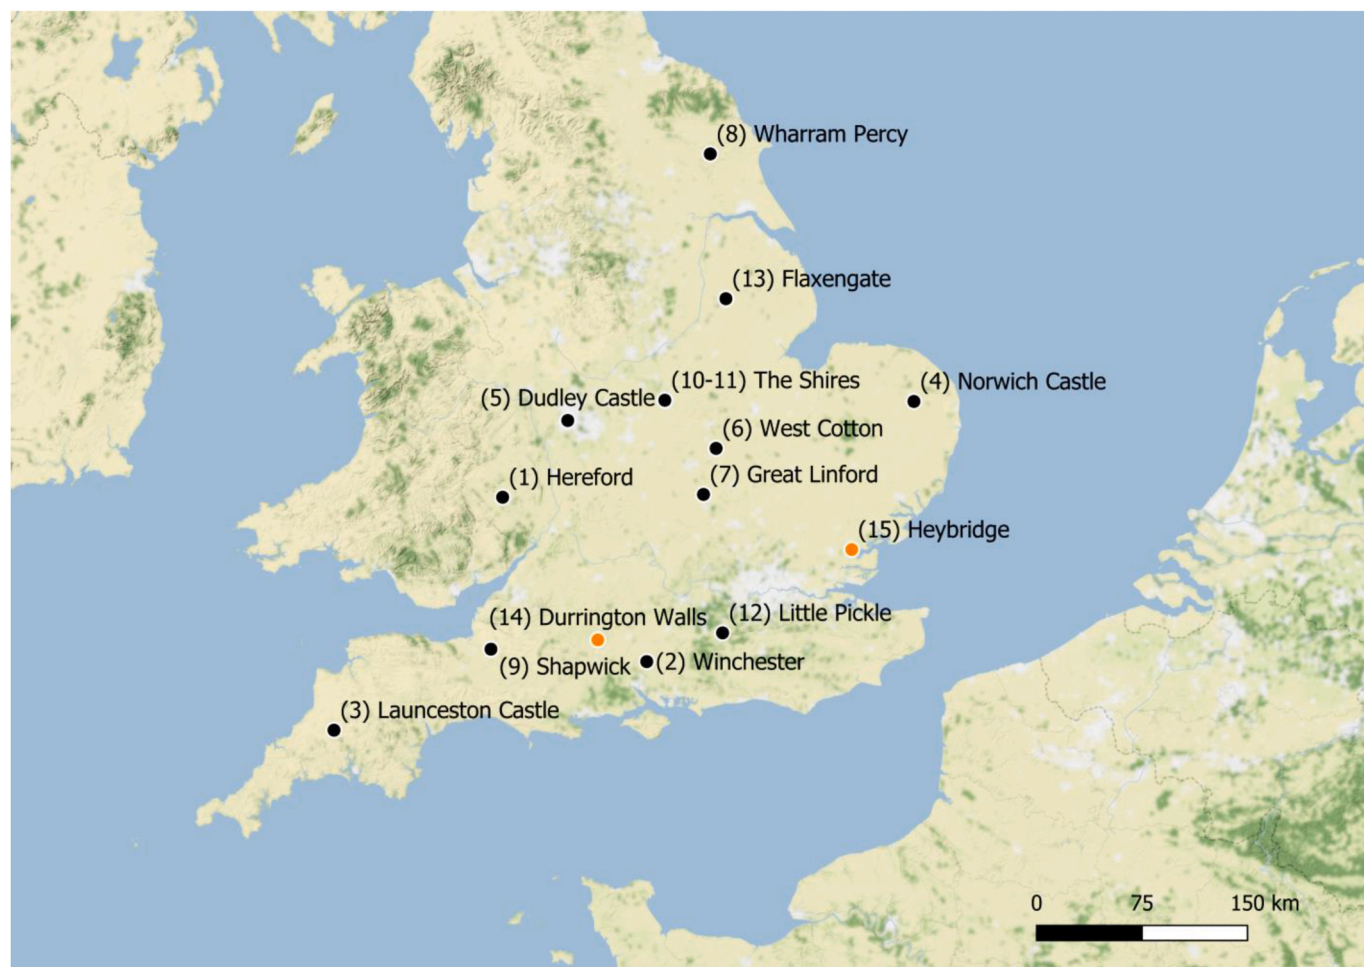 (8) Wharram Percy
(13) Flaxengate
(10-11) The Shires
(4) Norwich Castle
(5) Dudley Castle
(6) West Cotton
(1) Hereford
(7) Great Linford
(15) Heybridge
(14) Durrington Walls
(12) Little Pickle
(9) Shapwick
(2) Winchester
(3) Launceston Castle
0 75 150 km